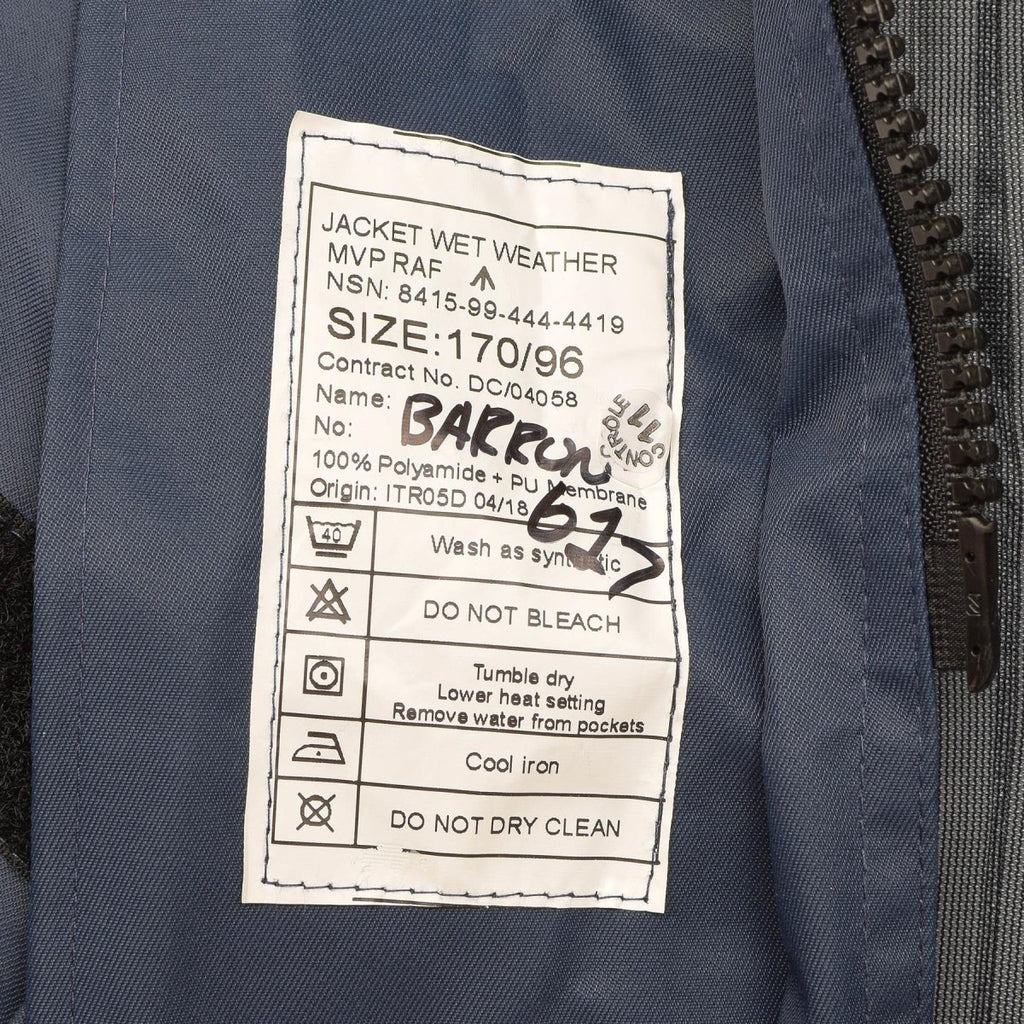 JACKET WET WEATHER
MVP RAF
NSN: 8415-99-444-4419
SIZE: 170/96
Contract No. DC/04058
Name: BARRON
No: 617
100% Polyamide + PU Membrane
Origin: ITR05D 04/18
CONTROLE
11
40 Wash as synthetic
DO NOT BLEACH
Tumble dry
Lower heat setting
Remove water from pockets
Cool iron
DO NOT DRY CLEAN